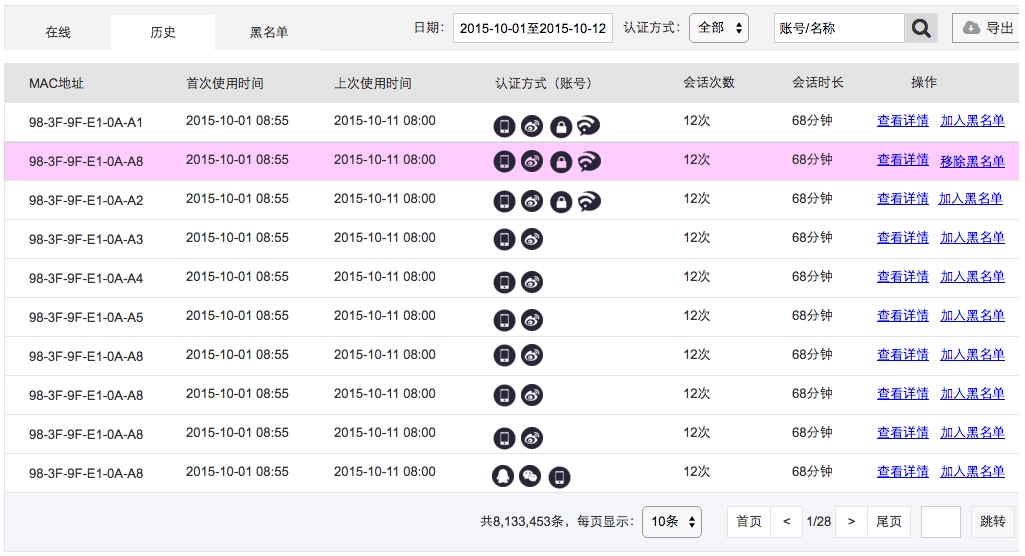 在线 历史 黑名单 日期： 2015-10-01至2015-10-12 认证方式： 全部 账号/名称 导出
MAC地址 首次使用时间 上次使用时间 认证方式（账号） 会话次数 会话时长 操作
98-3F-9F-E1-0A-A1 2015-10-01 08:55 2015-10-11 08:00 12次 68分钟 查看详情 加入黑名单
98-3F-9F-E1-0A-A8 2015-10-01 08:55 2015-10-11 08:00 12次 68分钟 查看详情 移除黑名单
98-3F-9F-E1-0A-A2 2015-10-01 08:55 2015-10-11 08:00 12次 68分钟 查看详情 加入黑名单
98-3F-9F-E1-0A-A3 2015-10-01 08:55 2015-10-11 08:00 12次 68分钟 查看详情 加入黑名单
98-3F-9F-E1-0A-A4 2015-10-01 08:55 2015-10-11 08:00 12次 68分钟 查看详情 加入黑名单
98-3F-9F-E1-0A-A5 2015-10-01 08:55 2015-10-11 08:00 12次 68分钟 查看详情 加入黑名单
98-3F-9F-E1-0A-A8 2015-10-01 08:55 2015-10-11 08:00 12次 68分钟 查看详情 加入黑名单
98-3F-9F-E1-0A-A8 2015-10-01 08:55 2015-10-11 08:00 12次 68分钟 查看详情 加入黑名单
98-3F-9F-E1-0A-A8 2015-10-01 08:55 2015-10-11 08:00 12次 68分钟 查看详情 加入黑名单
98-3F-9F-E1-0A-A8 2015-10-01 08:55 2015-10-11 08:00 12次 68分钟 查看详情 加入黑名单
共8,133,453条，每页显示： 10条 首页 < 1/28 > 尾页 跳转